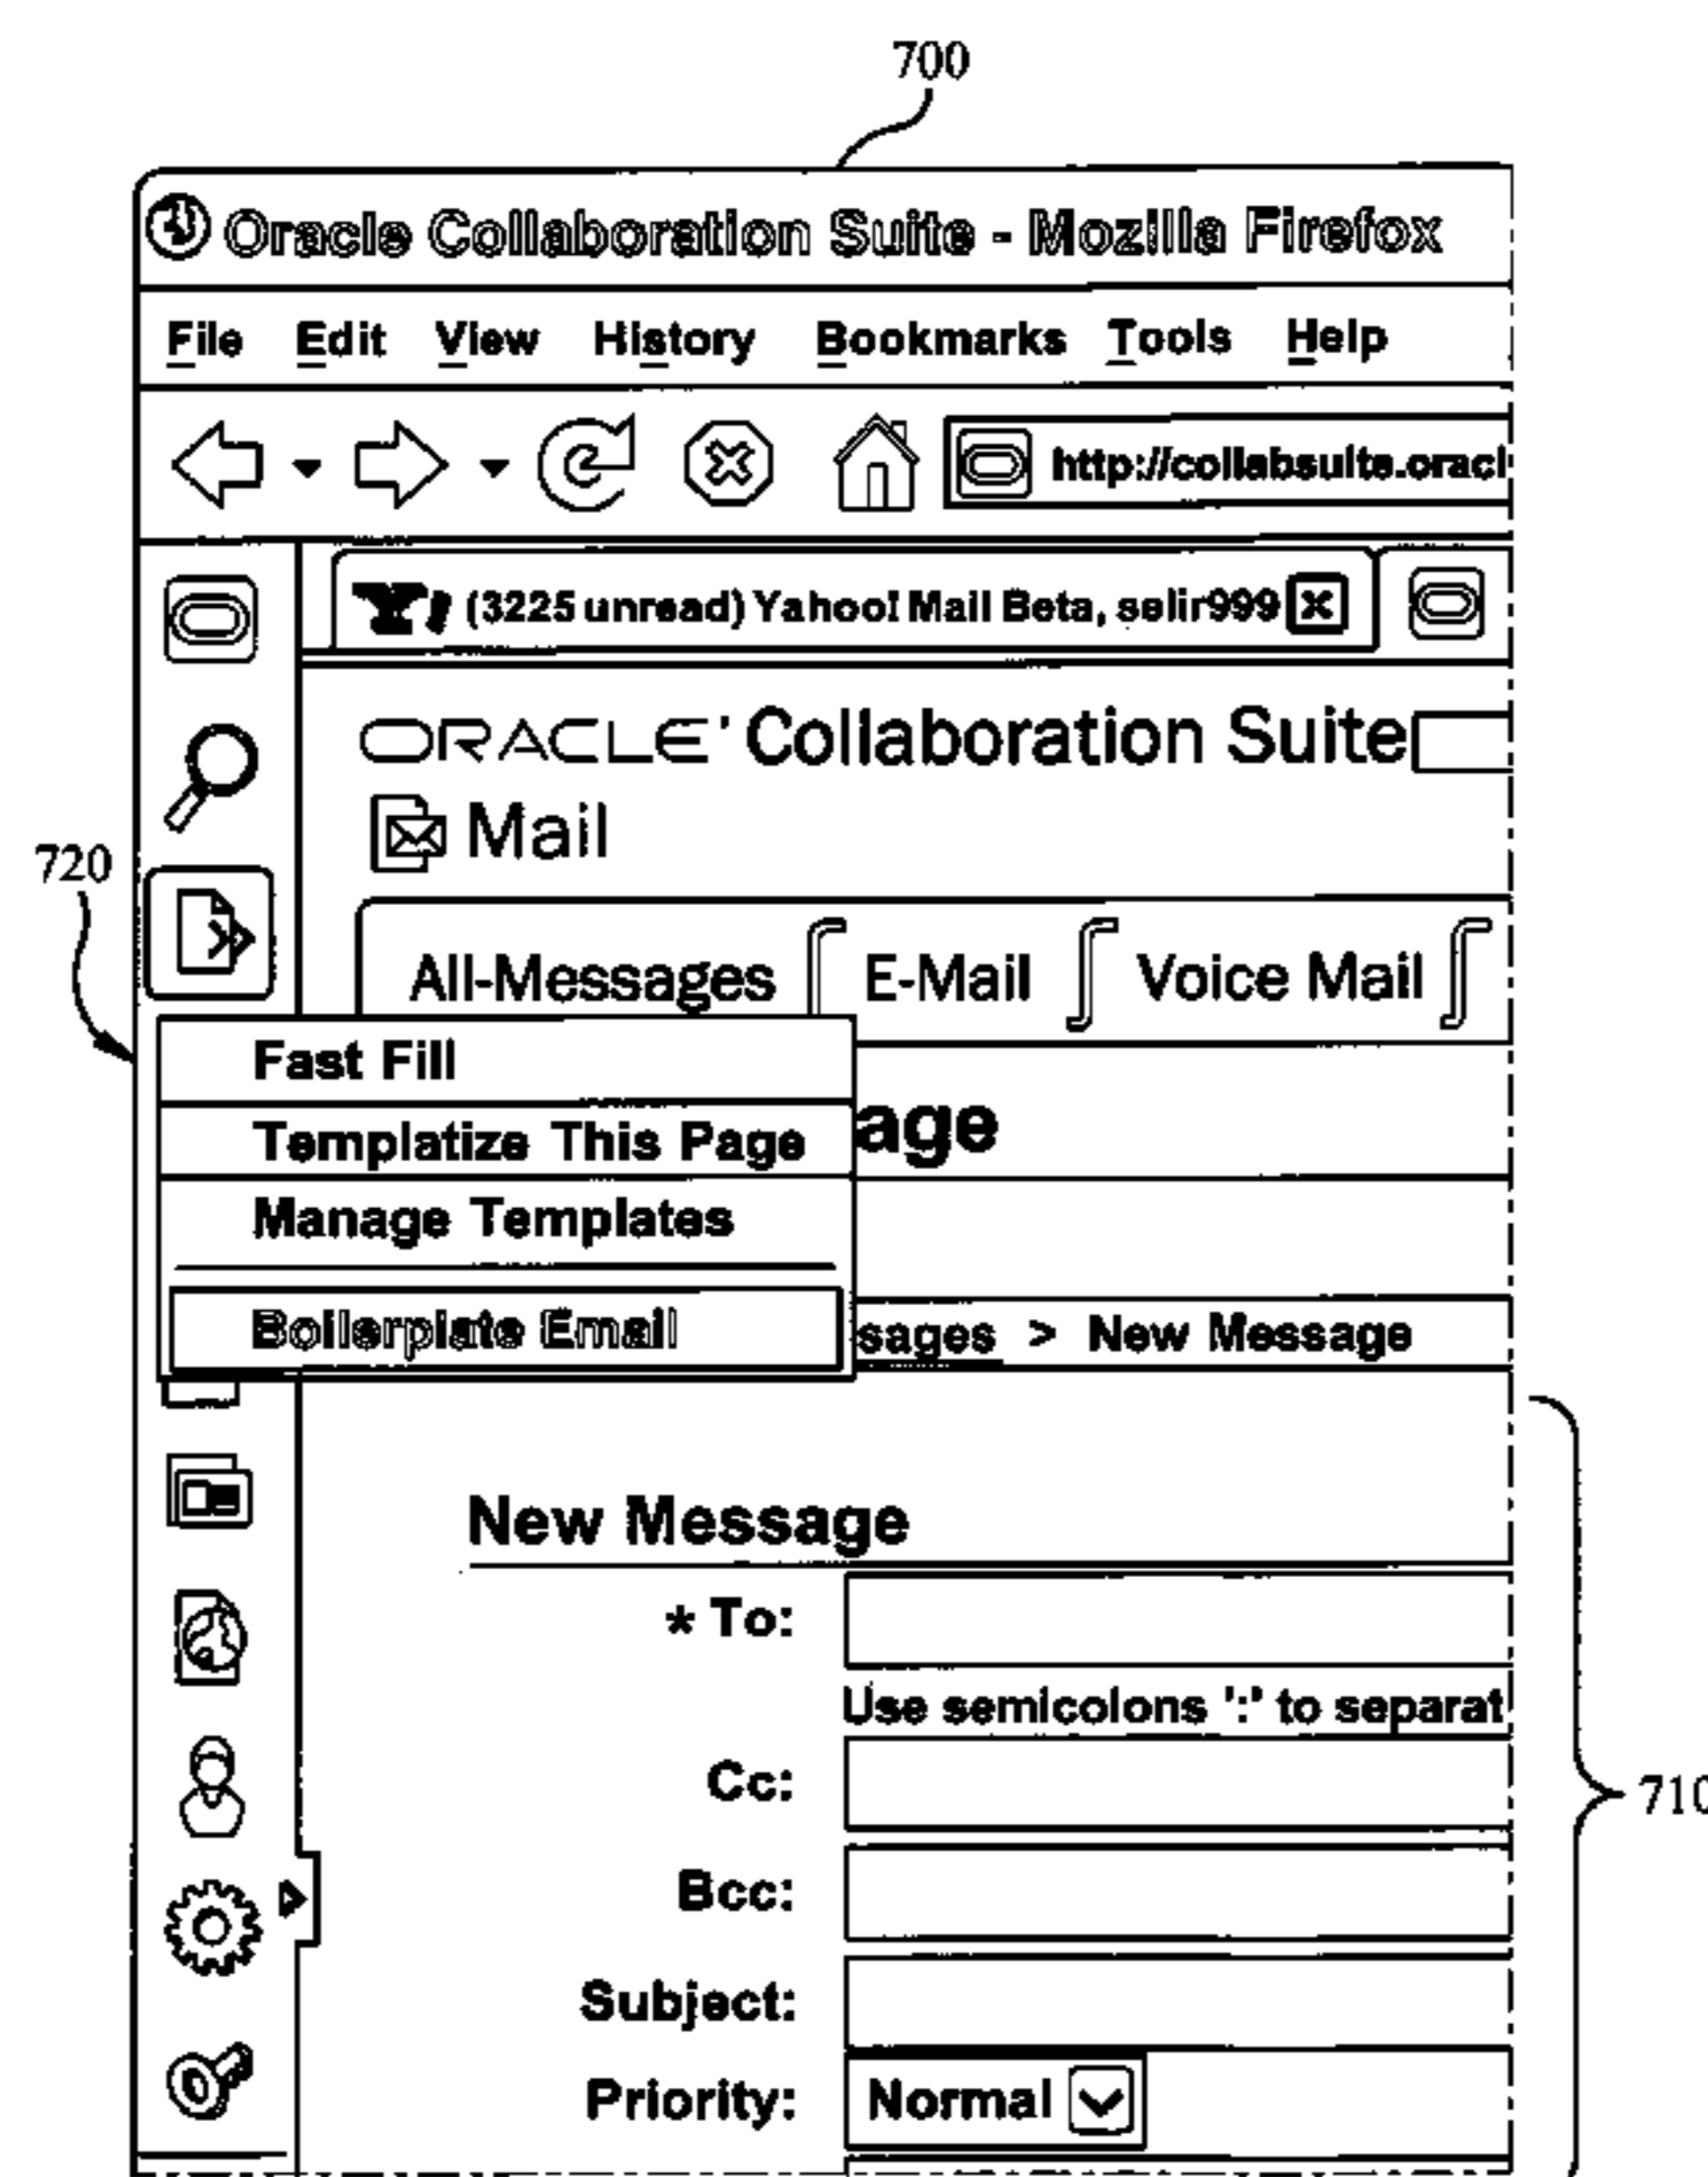 700
Oracle Collaboration Suite - Mozilla Firefox
File Edit View History Bookmarks Tools Help
http://collabsuite.oracl
(3225 unread) Yahoo! Mail Beta, selir999
ORACLE' Collaboration Suite
Mail
720
All-Messages E-Mail Voice Mail
Fast Fill
Templatize This Page
age
Manage Templates
Boilerplate Email
sages > New Message
New Message
* To:
Use semicolons ':' to separat
Cc:
710
Bcc:
Subject:
Priority: Normal